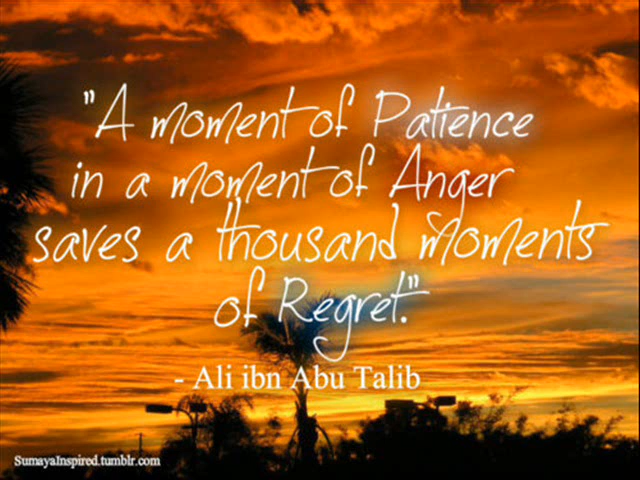 "A moment of Patience
in a moment of Anger
saves a thousand moments
of Regret."
- Ali ibn Abu Talib
SumayaInspired.tumblr.com